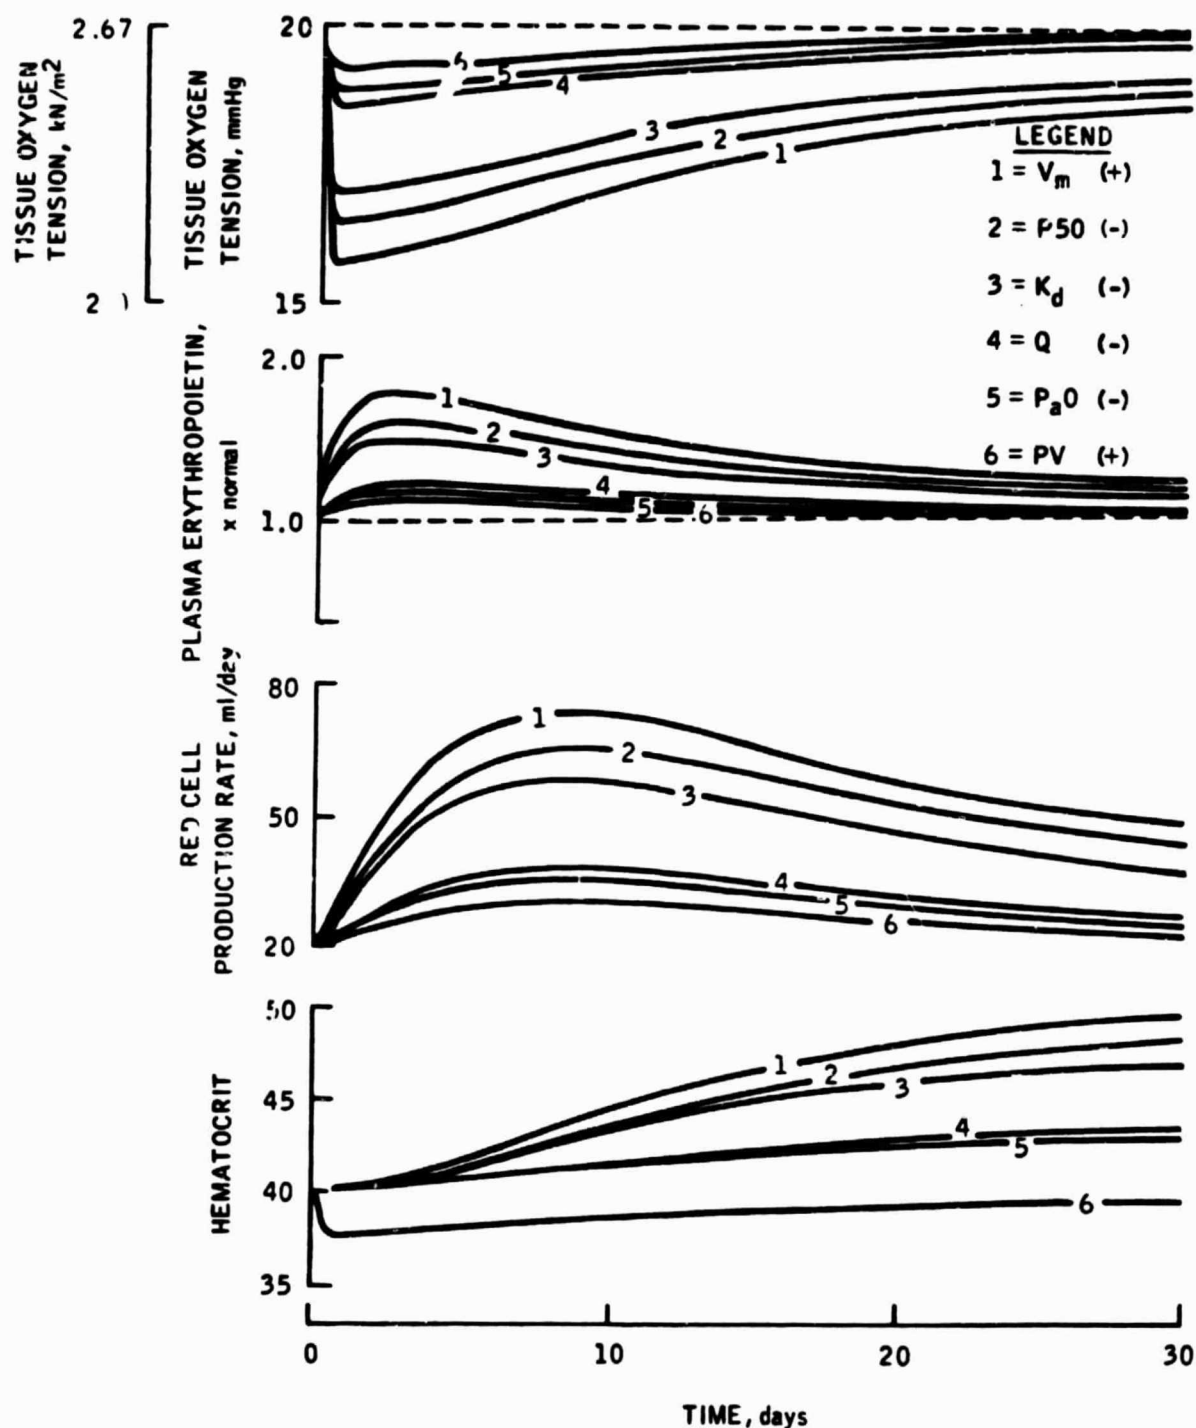 TISSUE OXYGEN
TENSION, kN/m2
2.67
2
TISSUE OXYGEN
TENSION, mmHg
20
15
6
5
4
3
2
1
LEGEND
1 = Vm (+)
2 = P50 (-)
3 = Kd (-)
4 = Q (-)
5 = PaO (-)
6 = PV (+)
PLASMA ERYTHROPOIETIN,
x normal
2.0
1.0
1
2
3
4
5
6
RED CELL
PRODUCTION RATE, ml/day
80
50
20
1
2
3
4
5
6
HEMATOCRIT
50
45
40
35
1
2
3
4
5
6
0
10
20
30
TIME, days